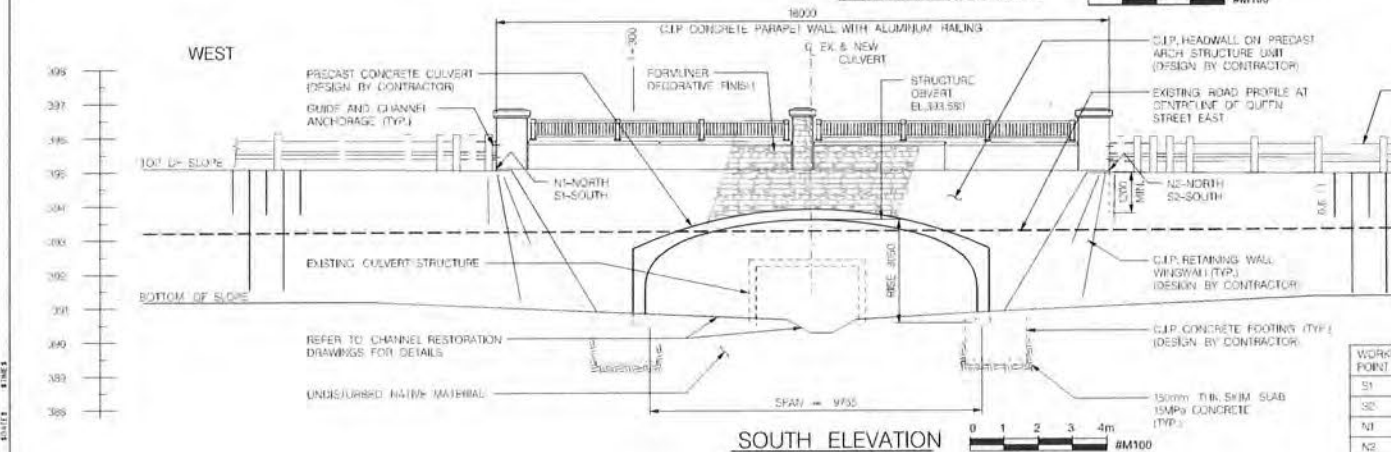 18000
C.I.P. CONCRETE PARAPET WALL WITH ALUMINUM RAILING
#M100
WEST
EX. & NEW
CULVERT
C.I.P. HEADWALL ON PRECAST
ARCH STRUCTURE UNIT
(DESIGN BY CONTRACTOR)
PRECAST CONCRETE CULVERT
(DESIGN BY CONTRACTOR)
FORMLINER
DECORATIVE FINISH
STRUCTURE
OBVERT
EL.393.580
GUIDE AND CHANNEL
ANCHORAGE (TYP.)
EXISTING ROAD PROFILE AT
CENTRELINE OF QUEEN
STREET EAST
398
397
396
395
394
393
392
391
390
389
388
TOP OF SLOPE
N1-NORTH
S1-SOUTH
N2-NORTH
S2-SOUTH
1200
MIN.
EXISTING CULVERT STRUCTURE
RISE 3050
C.I.P. RETAINING WALL
WINGWALL (TYP.)
(DESIGN BY CONTRACTOR)
BOTTOM OF SLOPE
REFER TO CHANNEL RESTORATION
DRAWINGS FOR DETAILS
C.I.P. CONCRETE FOOTING (TYP.)
(DESIGN BY CONTRACTOR)
UNDISTURBED NATIVE MATERIAL
SPAN = 9755
150mm THK. SKIM SLAB
15MPa CONCRETE
(TYP.)
SOUTH ELEVATION
0 1 2 3 4m
#M100
WORK
POINT
S1
S2
N1
N2